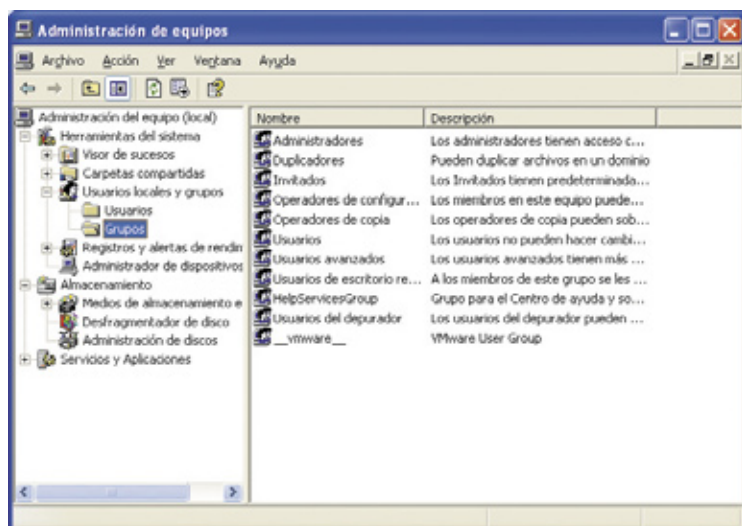 Administración de equipos
Archivo Acción Ver Ventana Ayuda
Administración del equipo (local)
Herramientas del sistema
Visor de sucesos
Carpetas compartidas
Usuarios locales y grupos
Usuarios
Grupos
Registros y alertas de rendin
Administrador de dispositivos
Almacenamiento
Medios de almacenamiento e
Desfragmentador de disco
Administración de discos
Servicios y Aplicaciones
Nombre Descripción
Administradores Los administradores tienen acceso c...
Duplicadores Pueden duplicar archivos en un dominio
Invitados Los Invitados tienen predeterminada...
Operadores de configur... Los miembros en este equipo puede...
Operadores de copia Los operadores de copia pueden sob...
Usuarios Los usuarios no pueden hacer cambi...
Usuarios avanzados Los usuarios avanzados tienen más ...
Usuarios de escritorio re... A los miembros de este grupo se les ...
HelpServicesGroup Grupo para el Centro de ayuda y so...
Usuarios del depurador Los usuarios del depurador pueden ...
__vmware__ VMware User Group